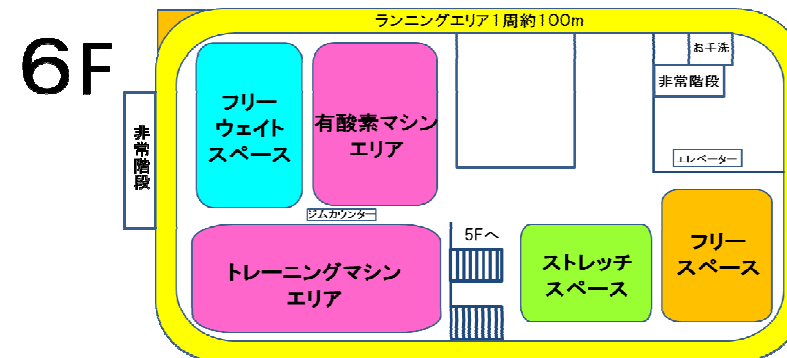 6F
ランニングエリア1周約100m
お手洗
非常階段
フリー
ウェイト
スペース
有酸素マシン
エリア
非常階段
エレベーター
ジムカウンター
トレーニングマシン
エリア
5Fへ
ストレッチ
スペース
フリー
スペース